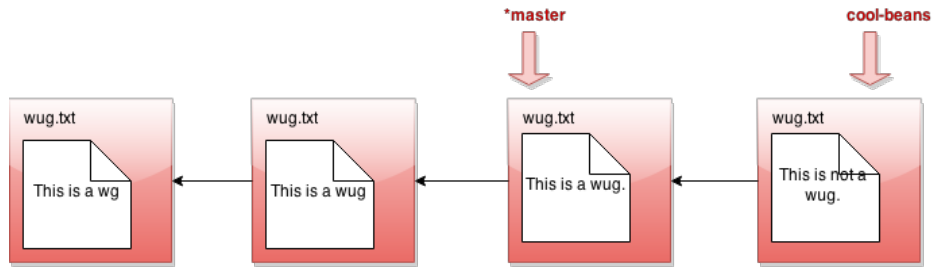 *master
cool-beans
wug.txt
This is a wg
wug.txt
This is a wug
wug.txt
This is a wug.
wug.txt
This is not a
wug.